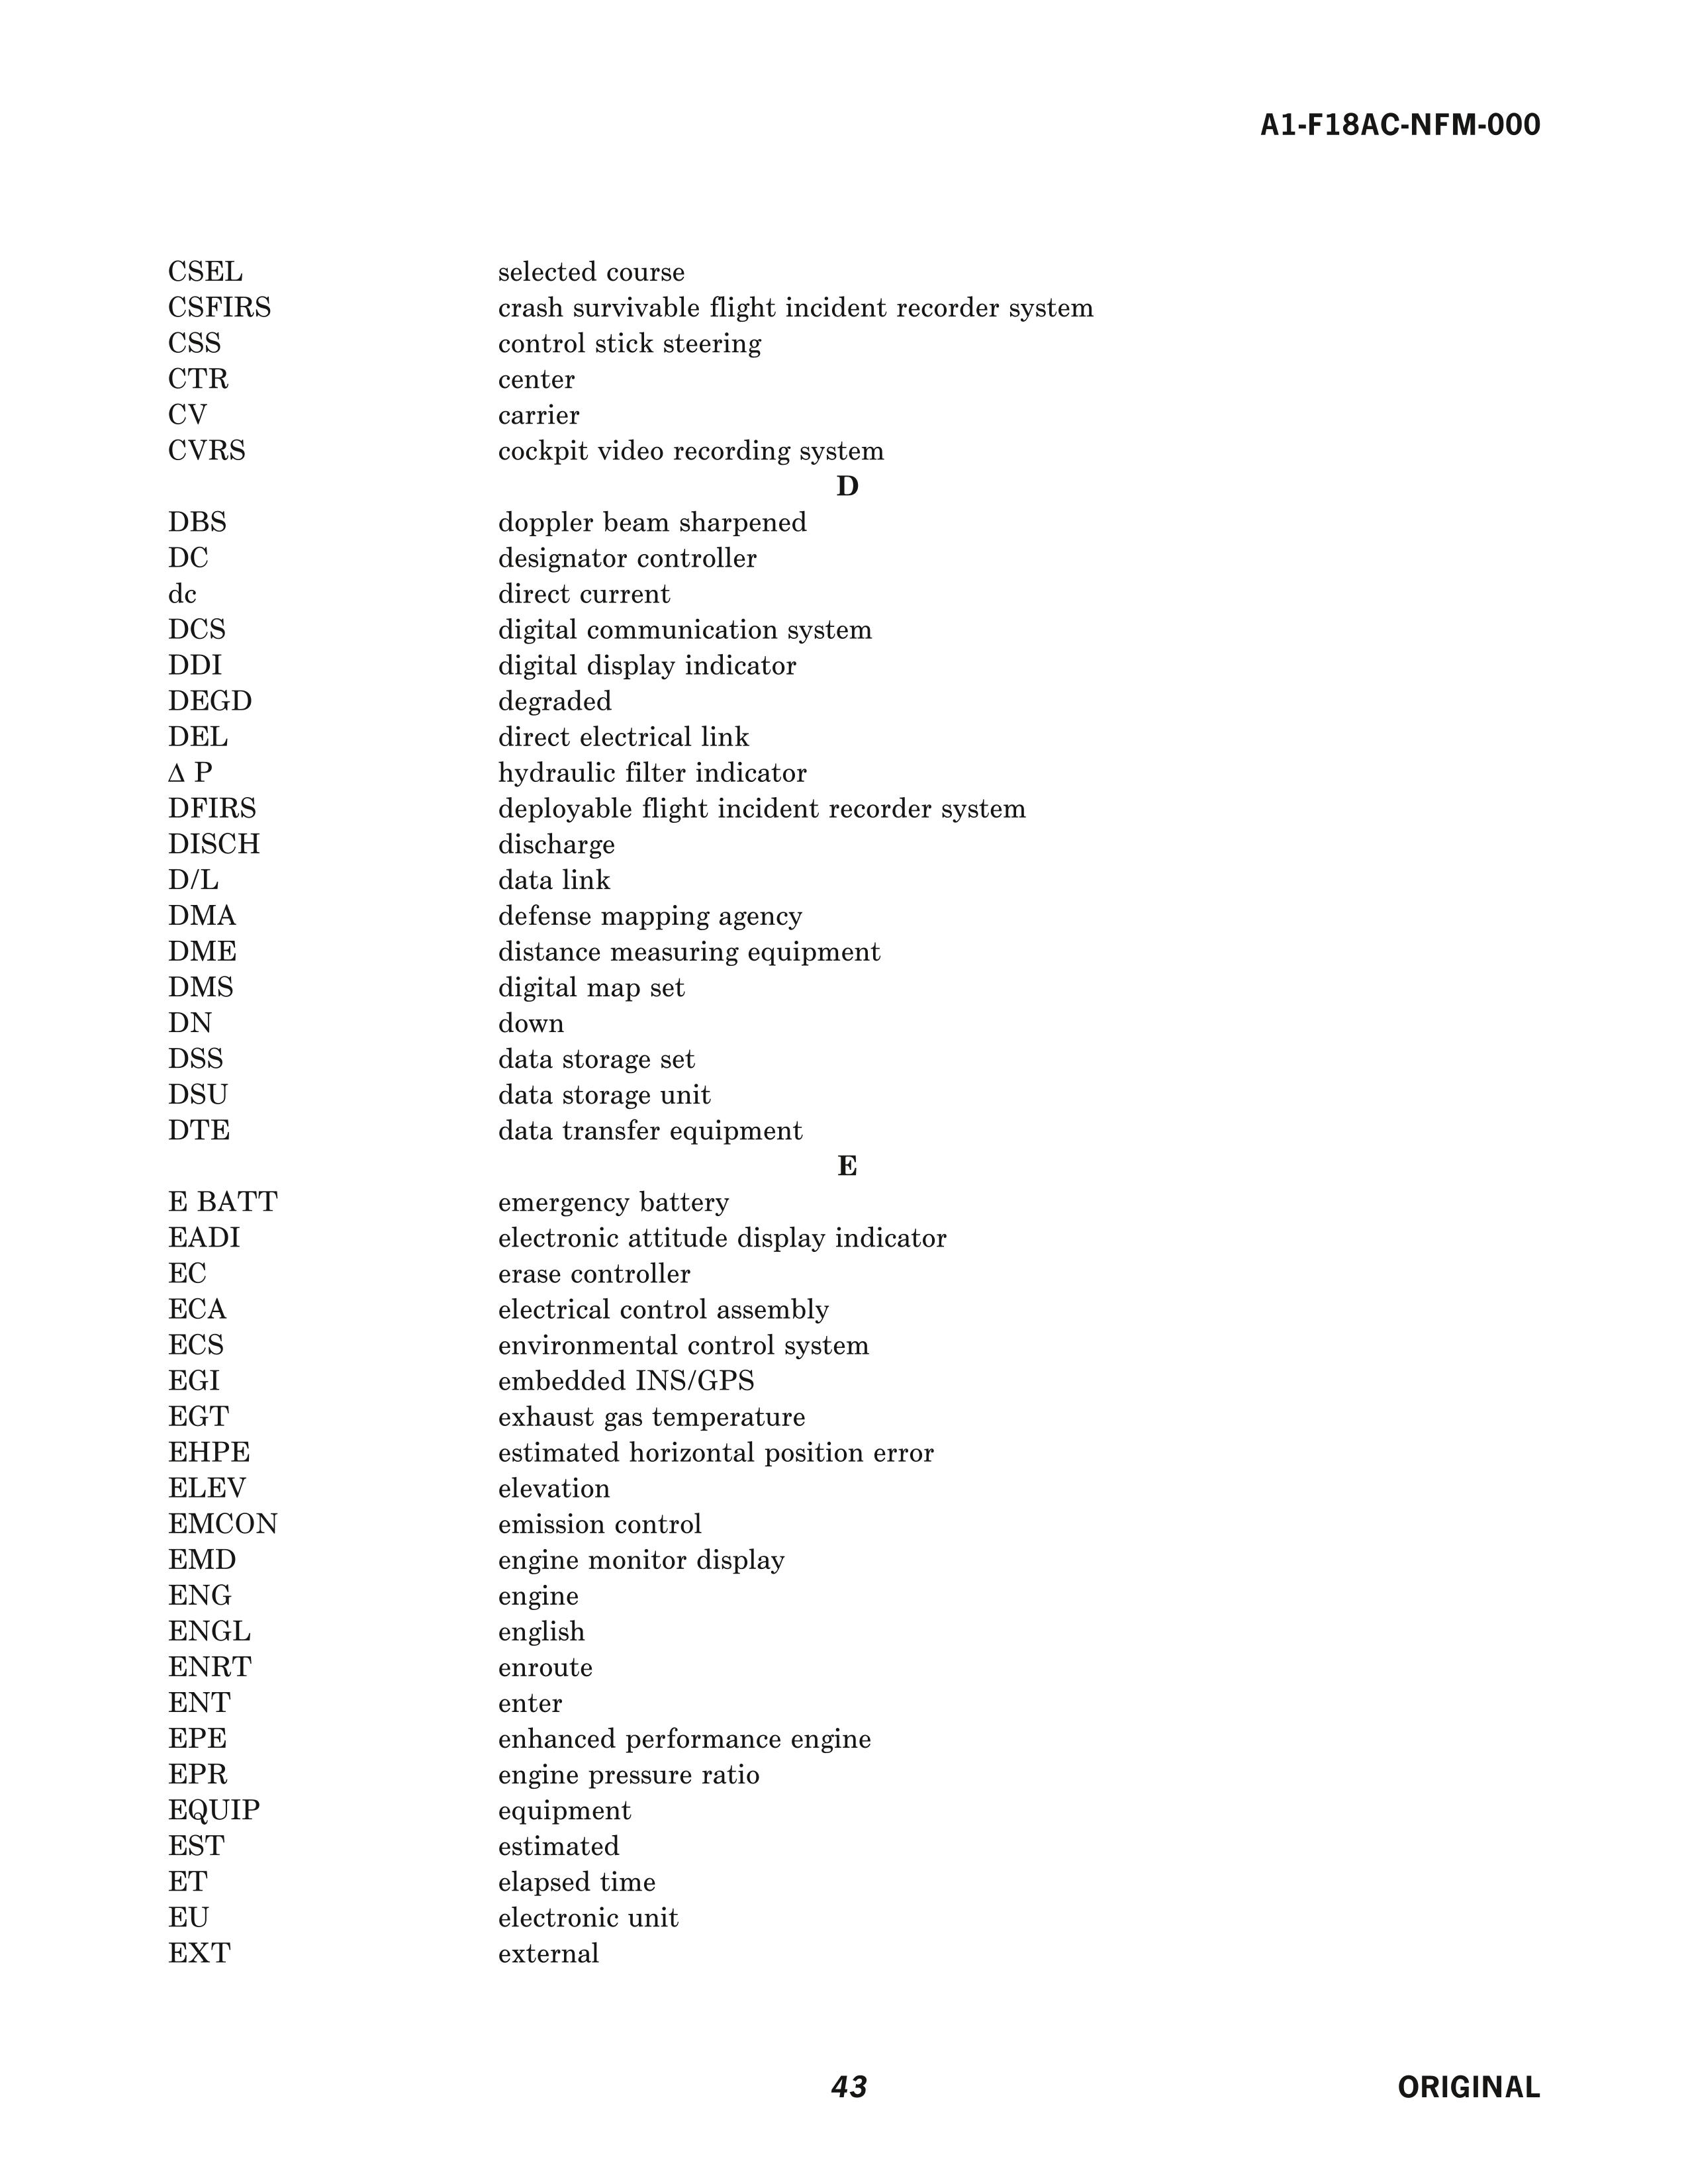 A1-F18AC-NFM-000
CSEL selected course
CSFIRS crash survivable flight incident recorder system
CSS control stick steering
CTR center
CV carrier
CVRS cockpit video recording system
D
DBS doppler beam sharpened
DC designator controller
dc direct current
DCS digital communication system
DDI digital display indicator
DEGD degraded
DEL direct electrical link
Δ P hydraulic filter indicator
DFIRS deployable flight incident recorder system
DISCH discharge
D/L data link
DMA defense mapping agency
DME distance measuring equipment
DMS digital map set
DN down
DSS data storage set
DSU data storage unit
DTE data transfer equipment
E
E BATT emergency battery
EADI electronic attitude display indicator
EC erase controller
ECA electrical control assembly
ECS environmental control system
EGI embedded INS/GPS
EGT exhaust gas temperature
EHPE estimated horizontal position error
ELEV elevation
EMCON emission control
EMD engine monitor display
ENG engine
ENGL english
ENRT enroute
ENT enter
EPE enhanced performance engine
EPR engine pressure ratio
EQUIP equipment
EST estimated
ET elapsed time
EU electronic unit
EXT external
43 ORIGINAL